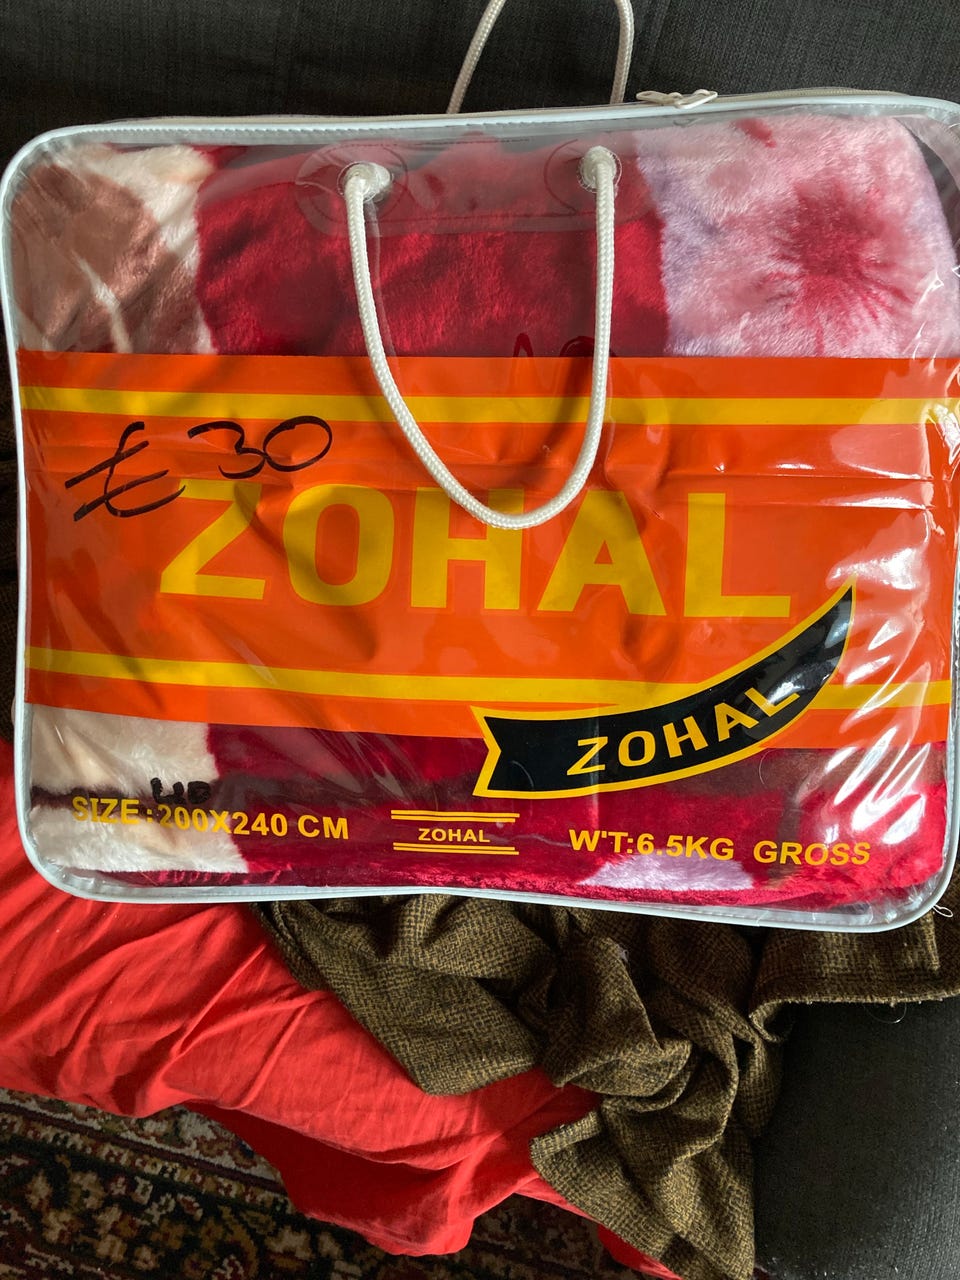 £ 30
ZOHAL
ZOHAL
SIZE:200X240 CM
ZOHAL
W'T:6.5KG GROSS